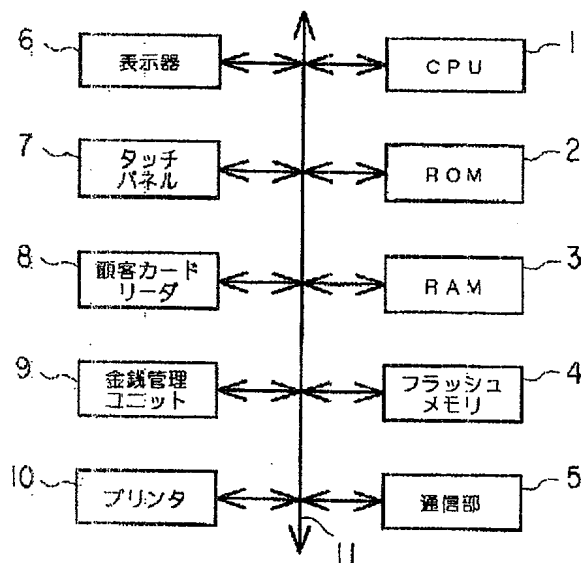 6
表示器
CPU
1
7
タッチ
パネル
ROM
2
8
顧客カード
リーダ
RAM
3
9
金銭管理
ユニット
フラッシュ
メモリ
4
10
プリンタ
通信部
5
11